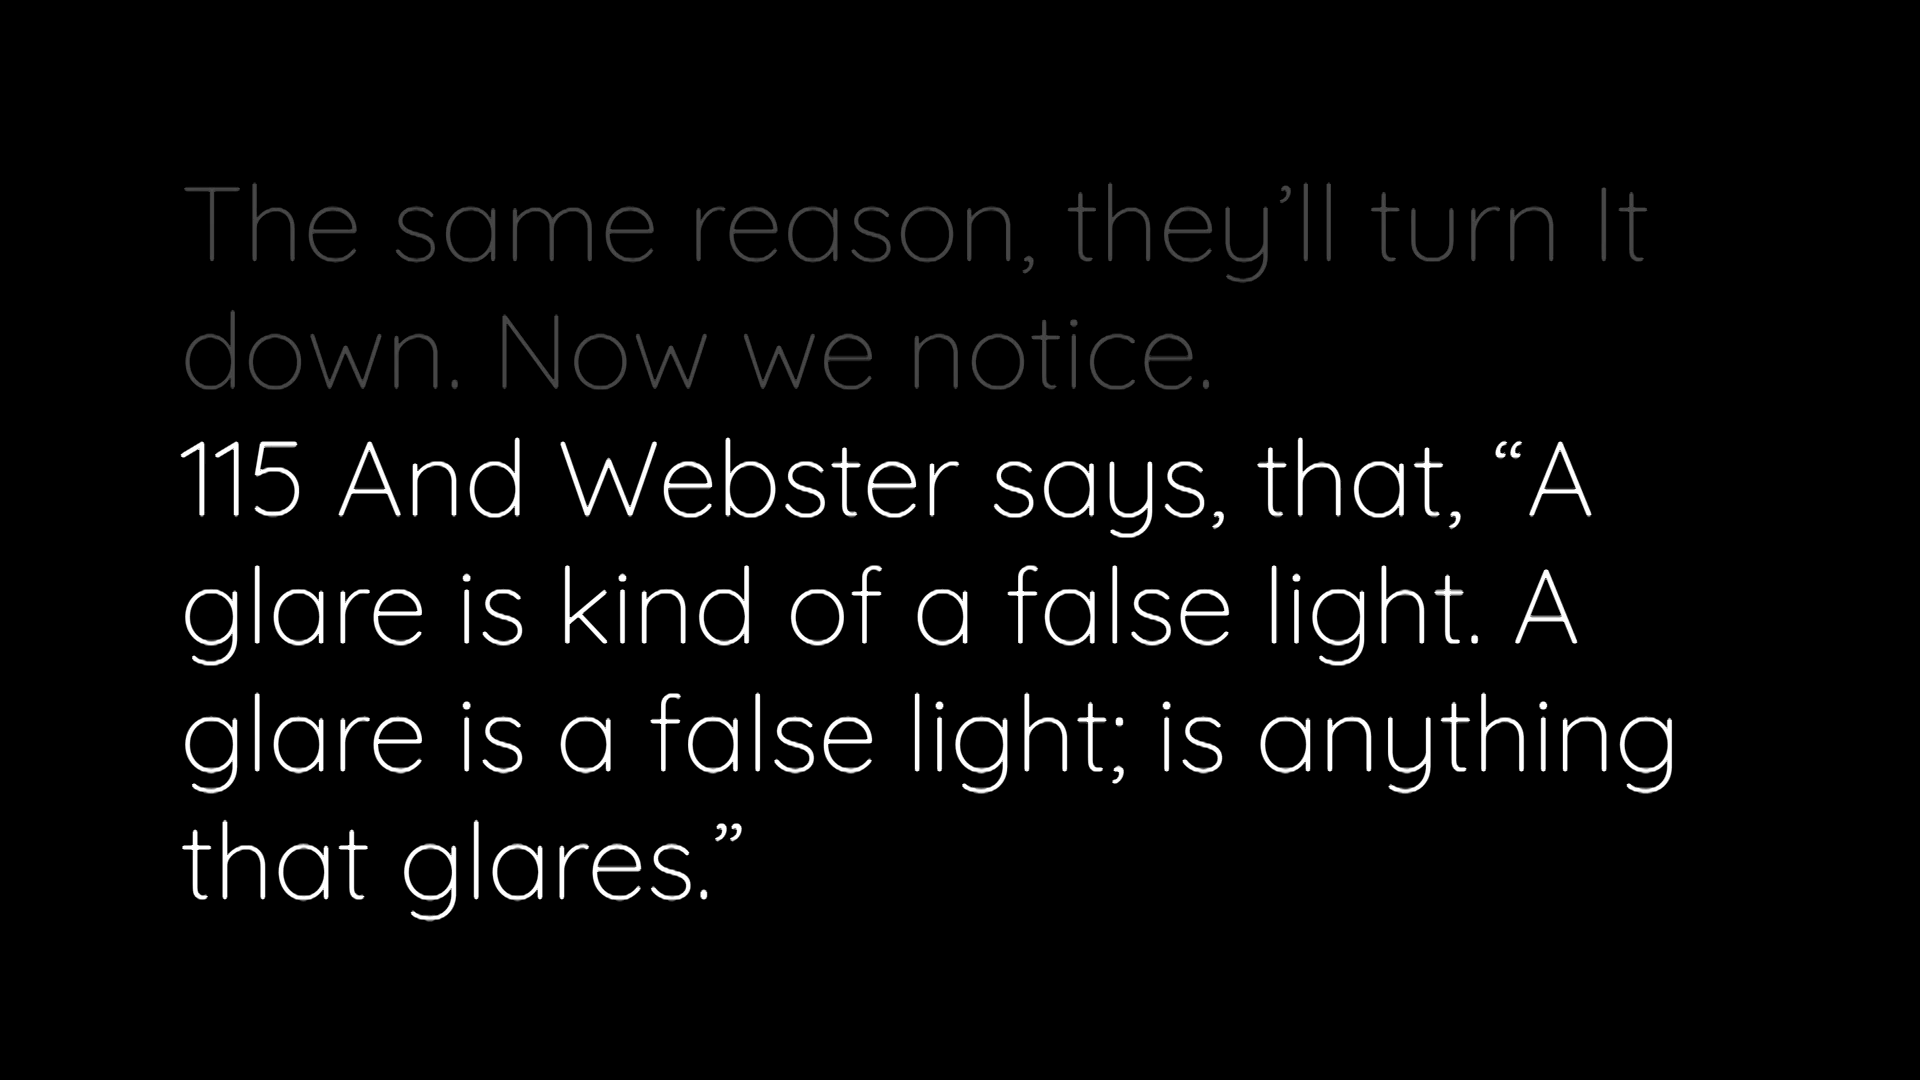 The same reason, they’ll turn It
down. Now we notice.
115 And Webster says, that, “A
glare is kind of a false light. A
glare is a false light; is anything
that glares.”